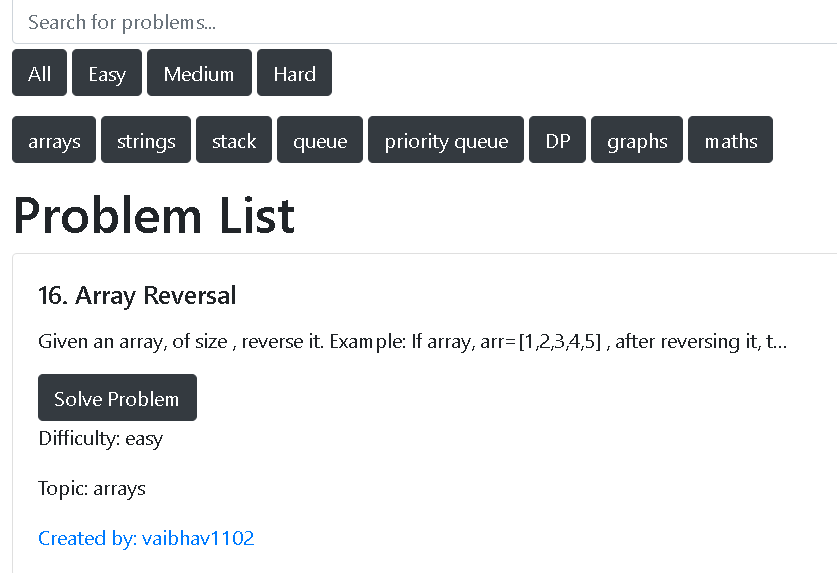 Search for problems...
All Easy Medium Hard
arrays strings stack queue priority queue DP graphs maths
Problem List
16. Array Reversal
Given an array, of size , reverse it. Example: If array, arr=[1,2,3,4,5] , after reversing it, t...
Solve Problem
Difficulty: easy
Topic: arrays
Created by: vaibhav1102